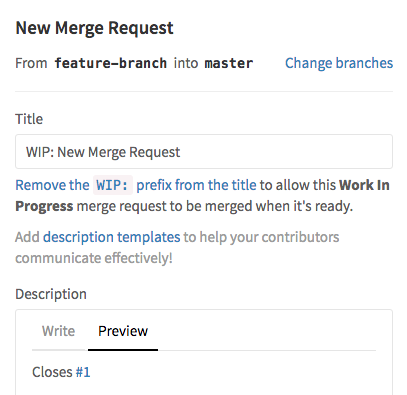 New Merge Request
From feature-branch into master Change branches
Title
WIP: New Merge Request
Remove the WIP: prefix from the title to allow this Work In
Progress merge request to be merged when it's ready.
Add description templates to help your contributors
communicate effectively!
Description
Write Preview
Closes #1